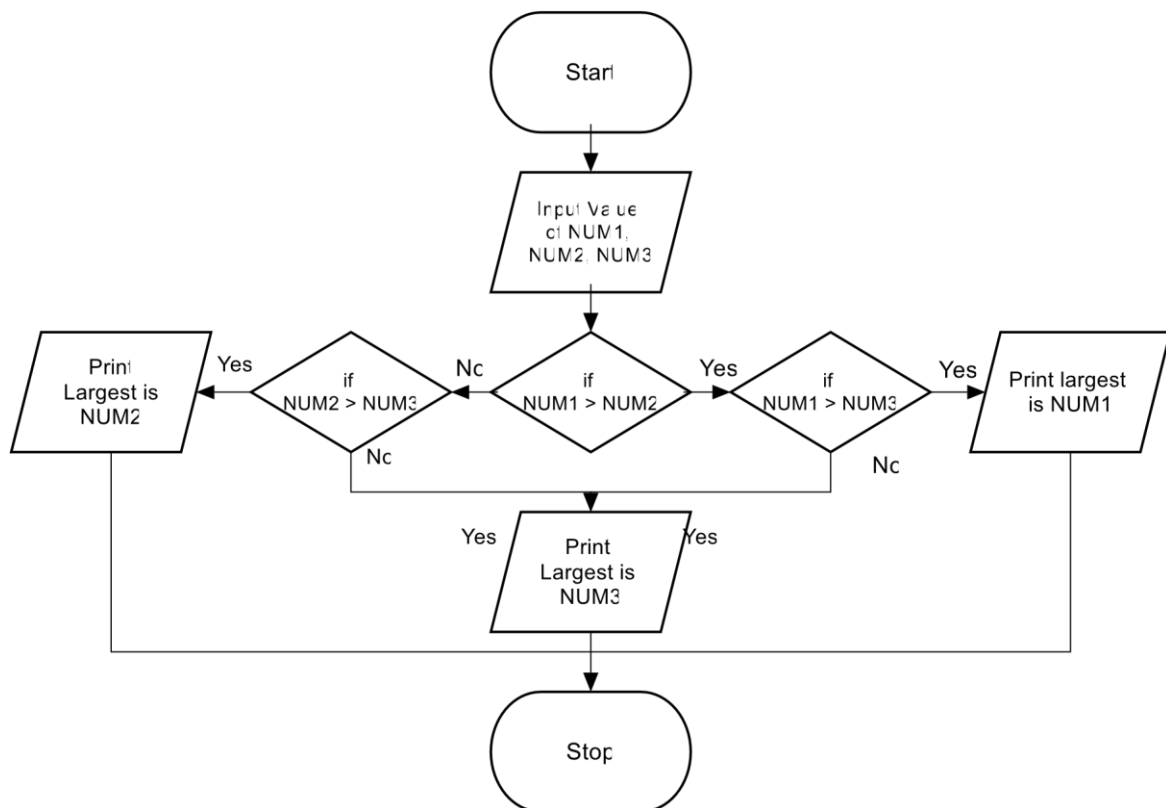 Start
Input Value
of NUM1,
NUM2, NUM3
Print
Largest is
NUM2
Yes
if
NUM2 > NUM3
No
if
NUM1 > NUM2
Yes
if
NUM1 > NUM3
Yes
Print largest
is NUM1
No
No
Yes
Print
Largest is
NUM3
Yes
Stop